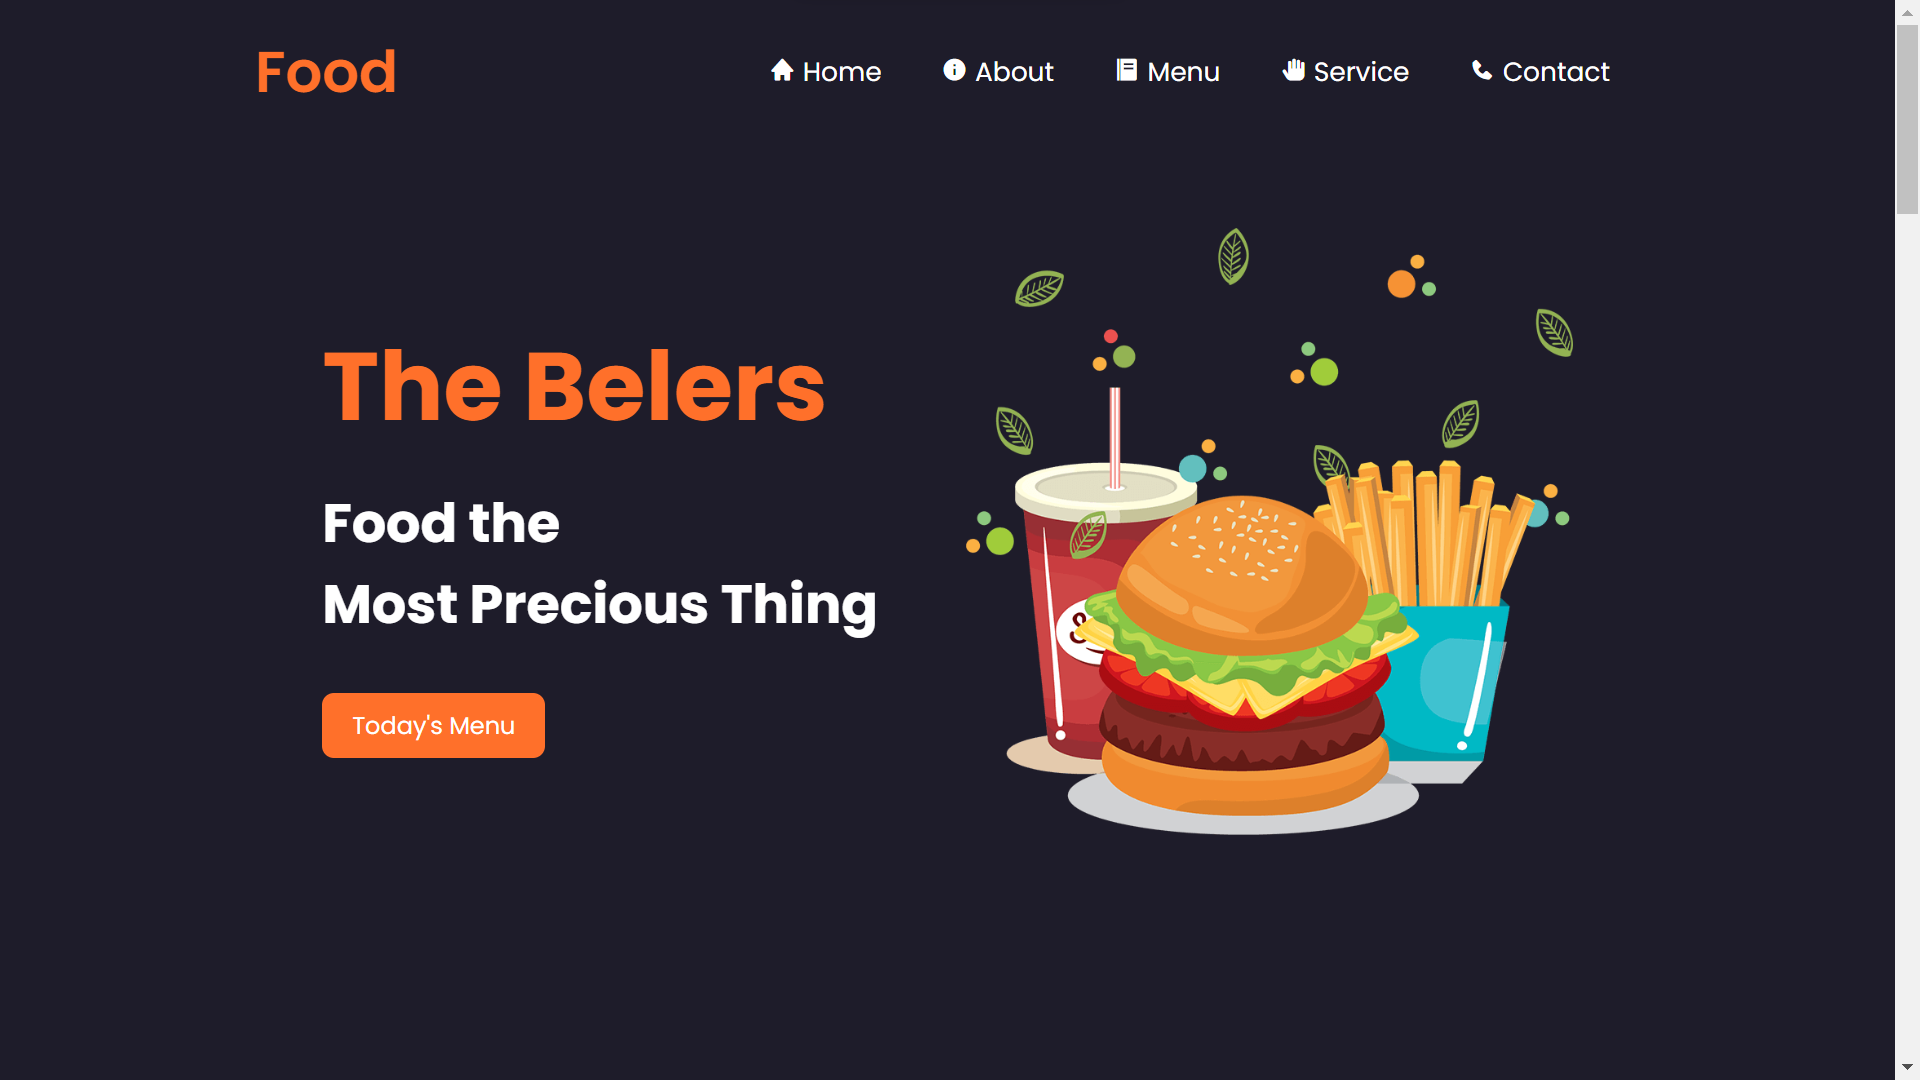 Food
Home
About
Menu
Service
Contact
The Belers
Food the
Most Precious Thing
Today's Menu